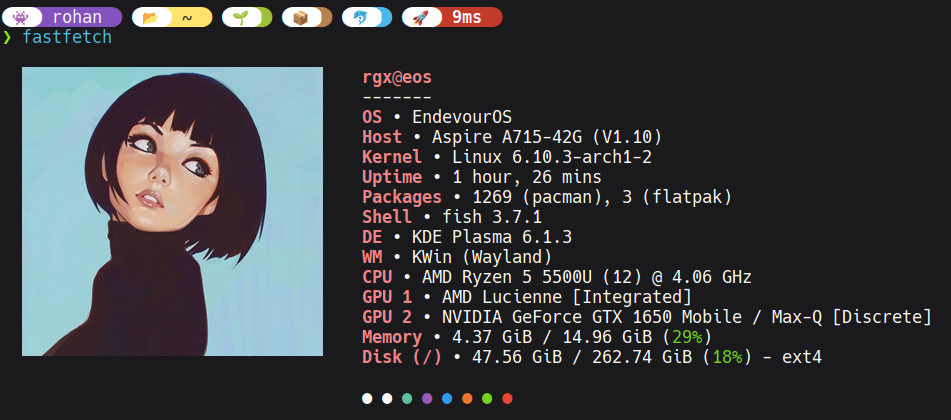 rohan ~ 9ms
❯ fastfetch
rgx@eos
-------
OS • EndevourOS
Host • Aspire A715-42G (V1.10)
Kernel • Linux 6.10.3-arch1-2
Uptime • 1 hour, 26 mins
Packages • 1269 (pacman), 3 (flatpak)
Shell • fish 3.7.1
DE • KDE Plasma 6.1.3
WM • KWin (Wayland)
CPU • AMD Ryzen 5 5500U (12) @ 4.06 GHz
GPU 1 • AMD Lucienne [Integrated]
GPU 2 • NVIDIA GeForce GTX 1650 Mobile / Max-Q [Discrete]
Memory • 4.37 GiB / 14.96 GiB (29%)
Disk (/) • 47.56 GiB / 262.74 GiB (18%) - ext4